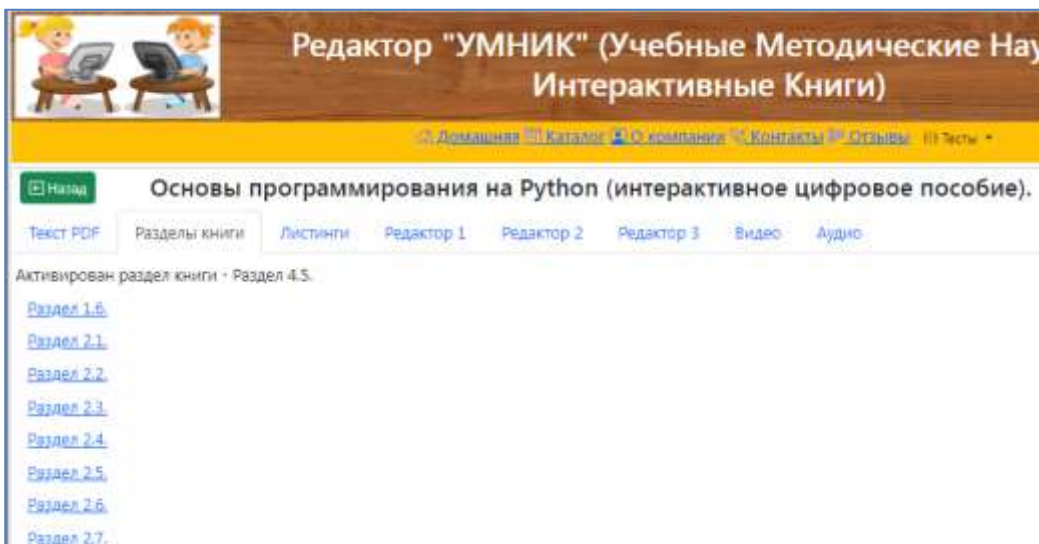 Редактор "УМНИК" (Учебные Методические Нау
Интерактивные Книги)
Домашняя Каталог О компании Контакты Отзывы Тесты
Назад Основы программирования на Python (интерактивное цифровое пособие).
Текст PDF Разделы книги Листинги Редактор 1 Редактор 2 Редактор 3 Видео Аудио
Активирован раздел книги - Раздел 4.5.
Раздел 1.6.
Раздел 2.1.
Раздел 2.2.
Раздел 2.3.
Раздел 2.4.
Раздел 2.5.
Раздел 2.6.
Раздел 2.7.